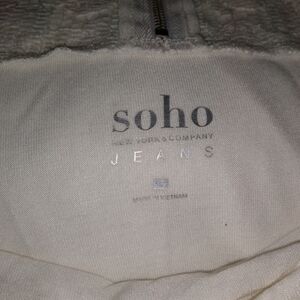 soho
NEW YORK & COMPANY
JEANS
MADE IN VIETNAM